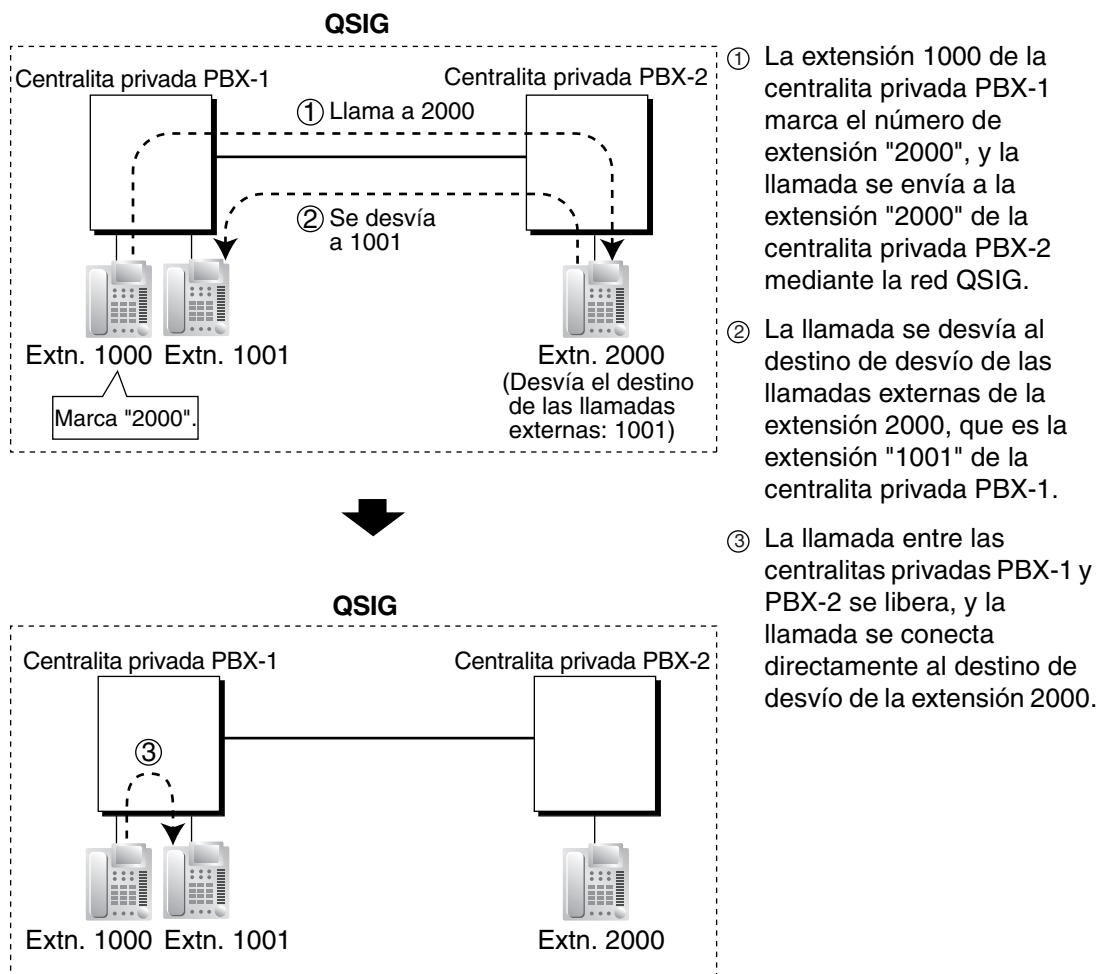 QSIG
Centralita privada PBX-1
Centralita privada PBX-2
① Llama a 2000
② Se desvía
a 1001
Extn. 1000 Extn. 1001
Extn. 2000
(Desvía el destino
de las llamadas
externas: 1001)
Marca "2000".
QSIG
Centralita privada PBX-1
Centralita privada PBX-2
③
Extn. 1000 Extn. 1001
Extn. 2000
① La extensión 1000 de la
centralita privada PBX-1
marca el número de
extensión "2000", y la
llamada se envía a la
extensión "2000" de la
centralita privada PBX-2
mediante la red QSIG.
② La llamada se desvía al
destino de desvío de las
llamadas externas de la
extensión 2000, que es la
extensión "1001" de la
centralita privada PBX-1.
③ La llamada entre las
centralitas privadas PBX-1 y
PBX-2 se libera, y la
llamada se conecta
directamente al destino de
desvío de la extensión 2000.